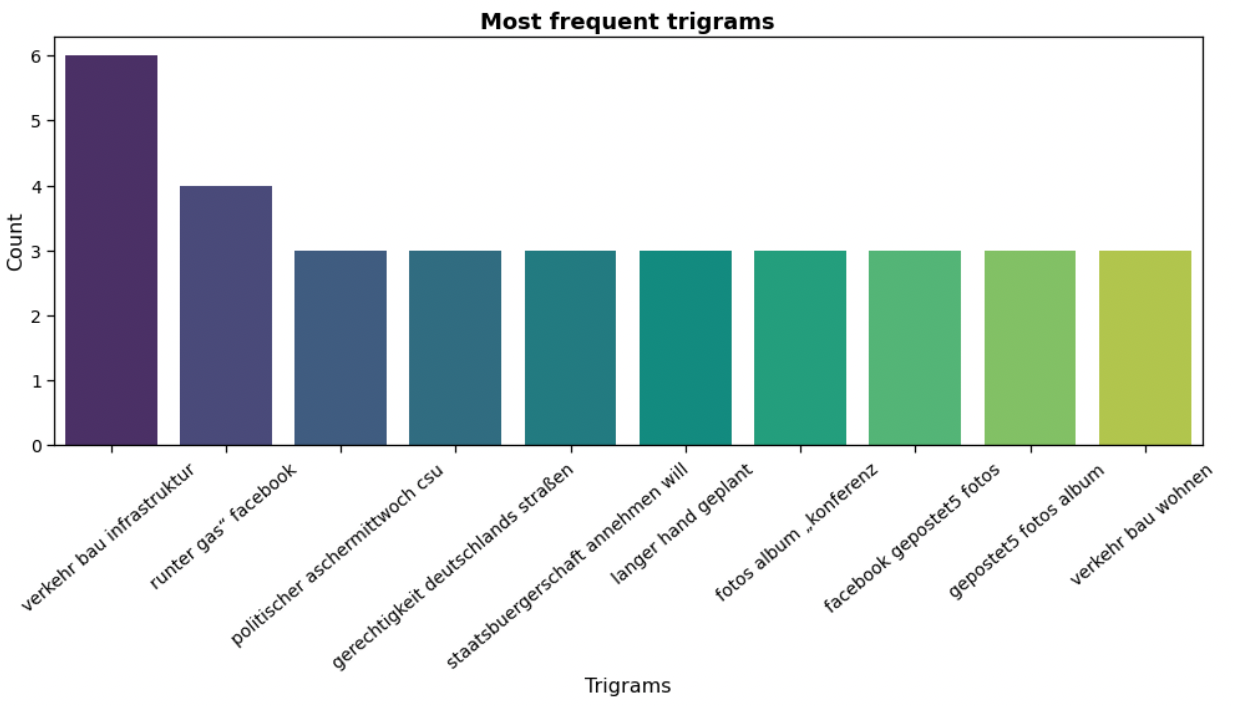 Most frequent trigrams
Count
6
5
4
3
2
1
0
verkehr bau infrastruktur
runter gas“ facebook
politischer aschermittwoch csu
gerechtigkeit deutschlands straßen
staatsbuergerschaft annehmen will
langer hand geplant
fotos album „konferenz
facebook gepostet5 fotos
gepostet5 fotos album
verkehr bau wohnen
Trigrams